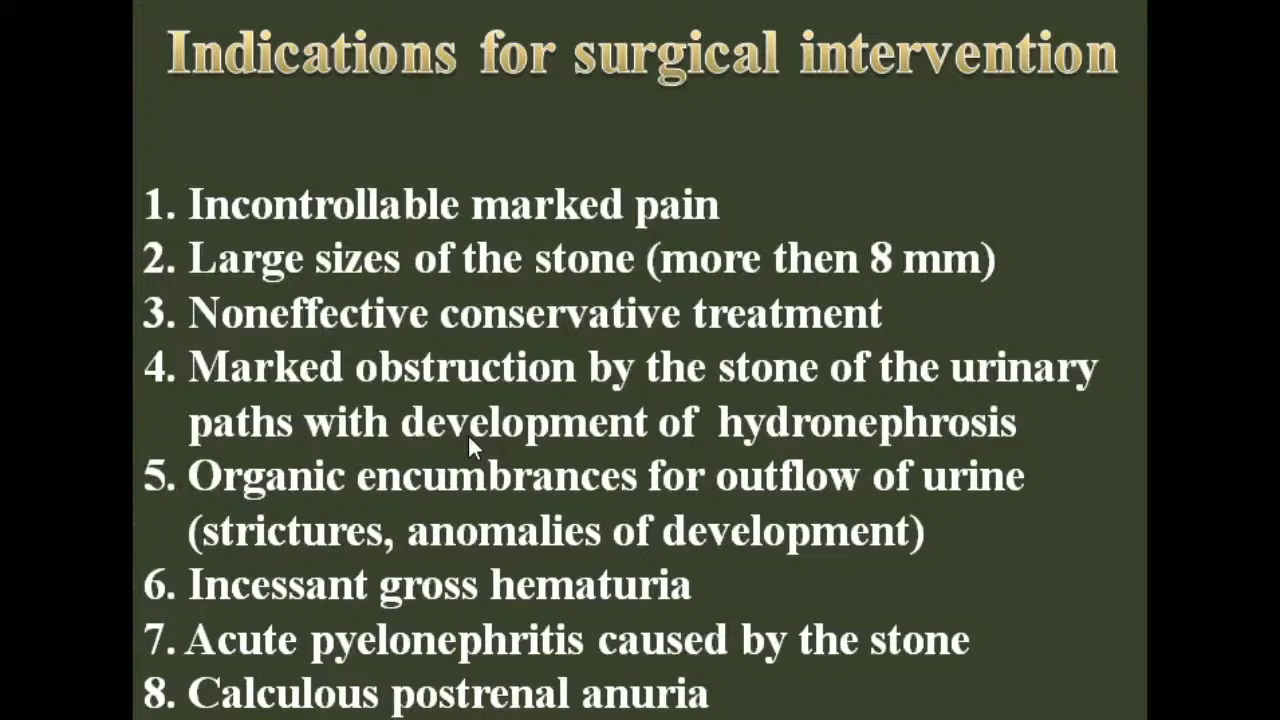 Indications for surgical intervention
1. Incontrollable marked pain
2. Large sizes of the stone (more then 8 mm)
3. Noneffective conservative treatment
4. Marked obstruction by the stone of the urinary
paths with development of hydronephrosis
5. Organic encumbrances for outflow of urine
(strictures, anomalies of development)
6. Incessant gross hematuria
7. Acute pyelonephritis caused by the stone
8. Calculous postrenal anuria